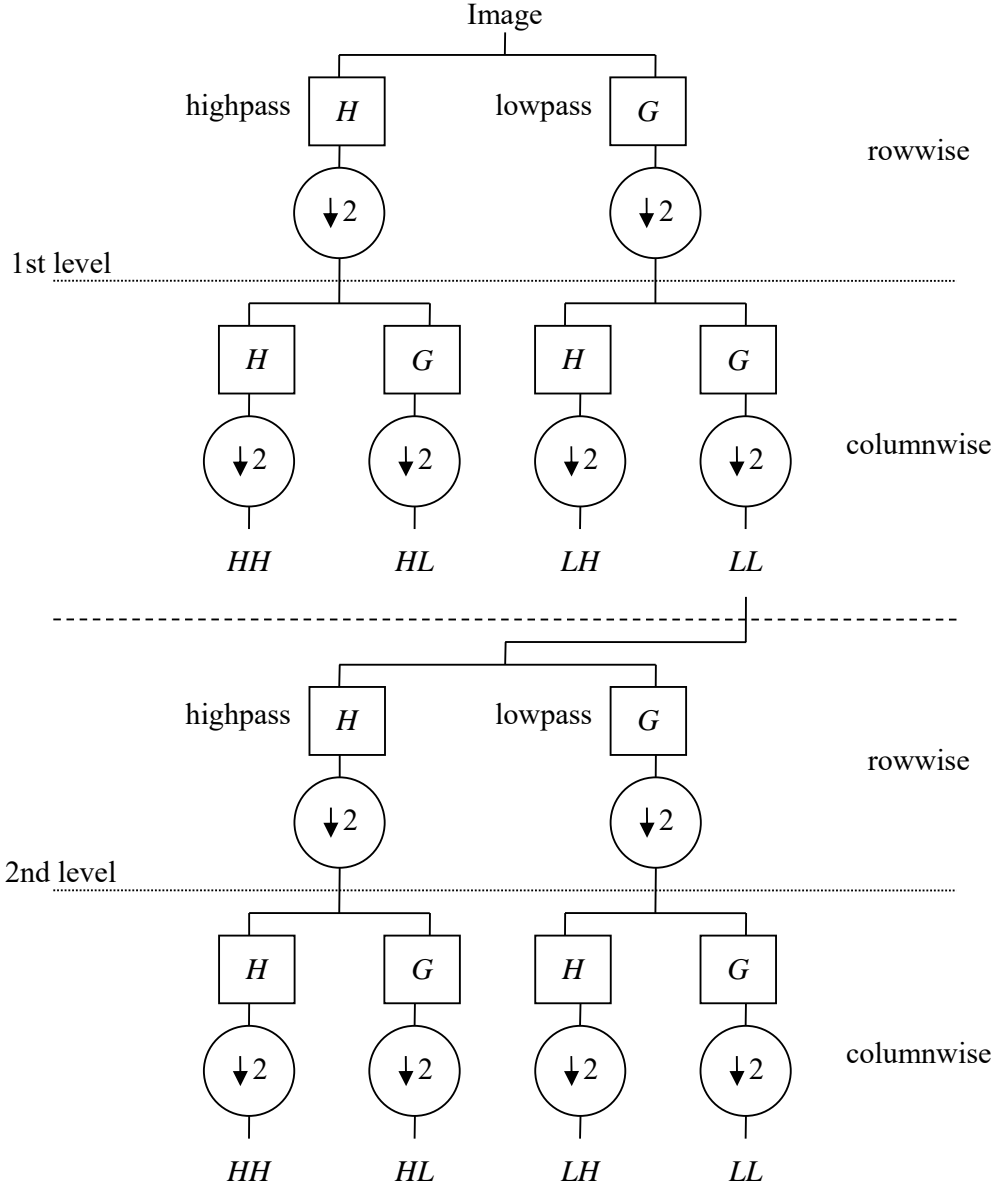 Image
highpass H lowpass G
rowwise
↓2 ↓2
1st level
H G H G
columnwise
↓2 ↓2 ↓2 ↓2
HH HL LH LL
highpass H lowpass G
rowwise
↓2 ↓2
2nd level
H G H G
columnwise
↓2 ↓2 ↓2 ↓2
HH HL LH LL